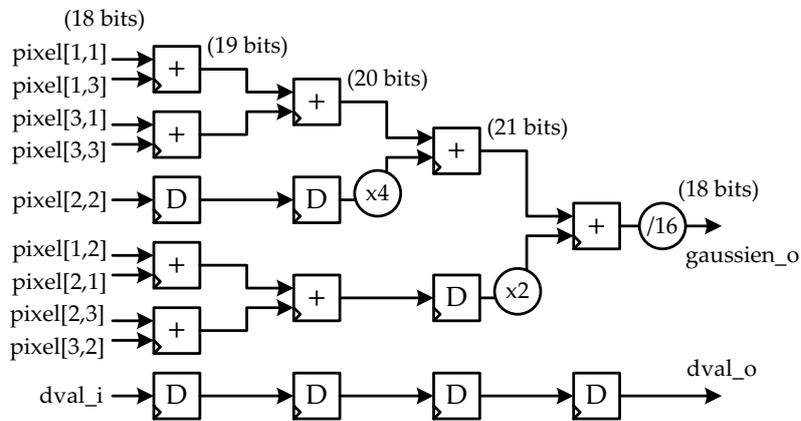 (18 bits)
pixel[1,1]
pixel[1,3]
(19 bits)
+
pixel[3,1]
pixel[3,3]
+
+
(20 bits)
pixel[2,2]
D
D
x4
+
(21 bits)
pixel[1,2]
pixel[2,1]
+
pixel[2,3]
pixel[3,2]
+
+
D
x2
+
/16
(18 bits)
gaussien_o
dval_i
D
D
D
D
dval_o